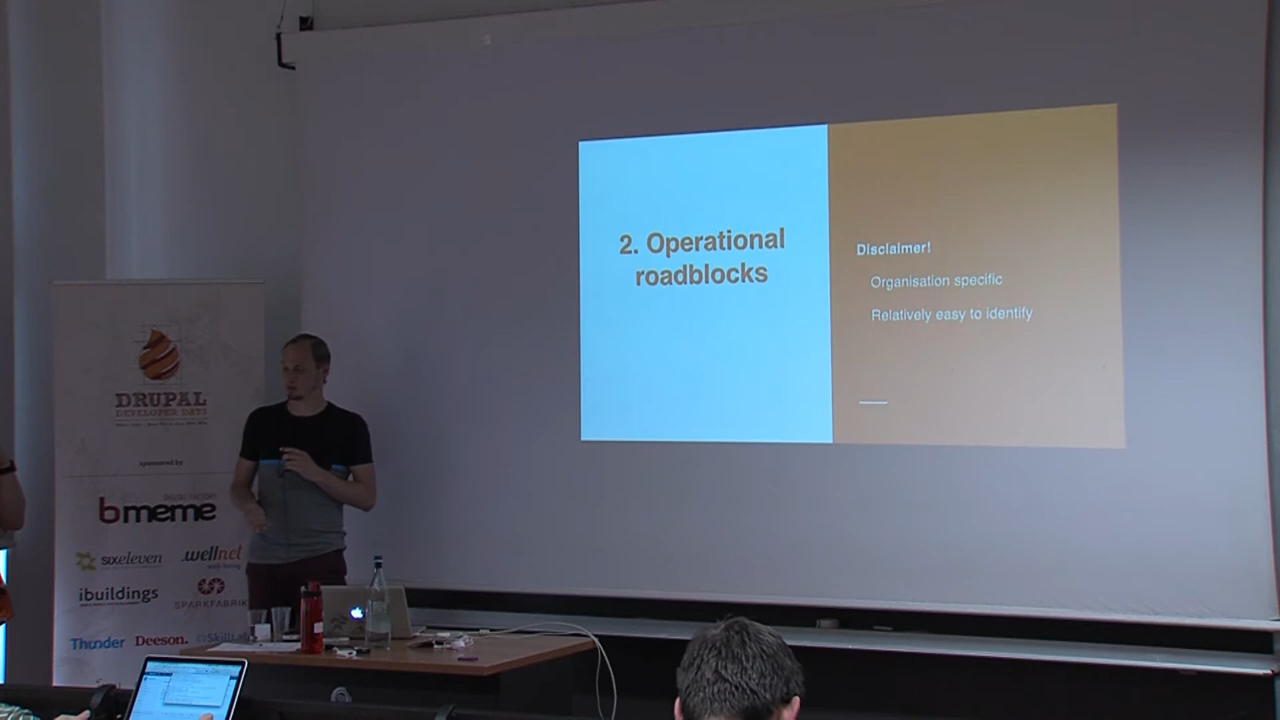 2. Operational
roadblocks
Disclaimer!
Organisation specific
Relatively easy to identify
DRUPAL
DEVELOPER DAYS
sponsored by
bmeme
sixeleven
.wellnet
ibuildings
SPARKFABRIK
Thunder
Deeson.